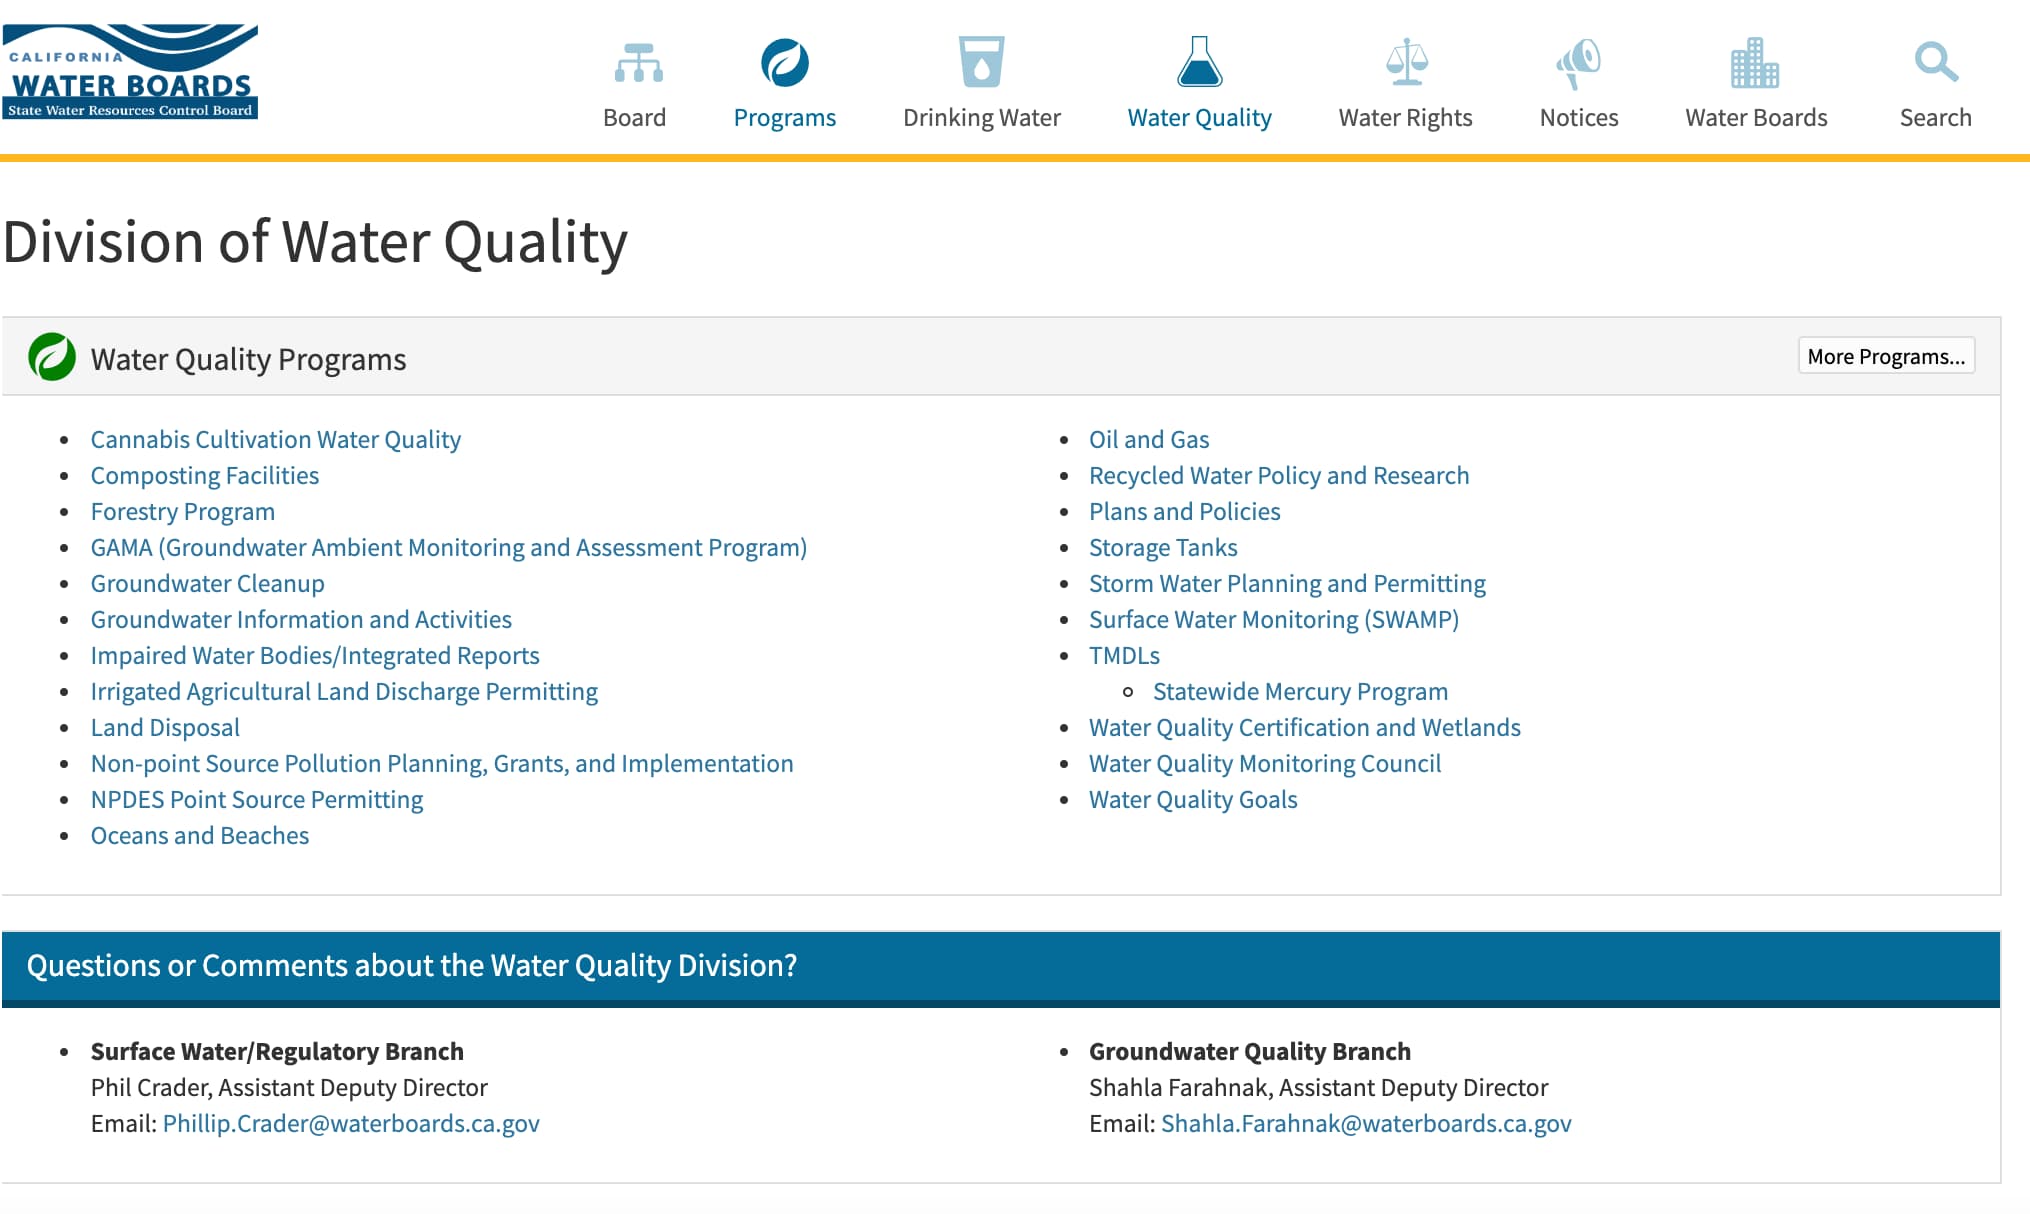 CALIFORNIA
WATER BOARDS
State Water Resources Control Board
Board
Programs
Drinking Water
Water Quality
Water Rights
Notices
Water Boards
Search
Division of Water Quality
Water Quality Programs
More Programs...
Cannabis Cultivation Water Quality
Composting Facilities
Forestry Program
GAMA (Groundwater Ambient Monitoring and Assessment Program)
Groundwater Cleanup
Groundwater Information and Activities
Impaired Water Bodies/Integrated Reports
Irrigated Agricultural Land Discharge Permitting
Land Disposal
Non-point Source Pollution Planning, Grants, and Implementation
NPDES Point Source Permitting
Oceans and Beaches
Oil and Gas
Recycled Water Policy and Research
Plans and Policies
Storage Tanks
Storm Water Planning and Permitting
Surface Water Monitoring (SWAMP)
TMDLs
Statewide Mercury Program
Water Quality Certification and Wetlands
Water Quality Monitoring Council
Water Quality Goals
Questions or Comments about the Water Quality Division?
Surface Water/Regulatory Branch
Phil Crader, Assistant Deputy Director
Email: Phillip.Crader@waterboards.ca.gov
Groundwater Quality Branch
Shahla Farahnak, Assistant Deputy Director
Email: Shahla.Farahnak@waterboards.ca.gov